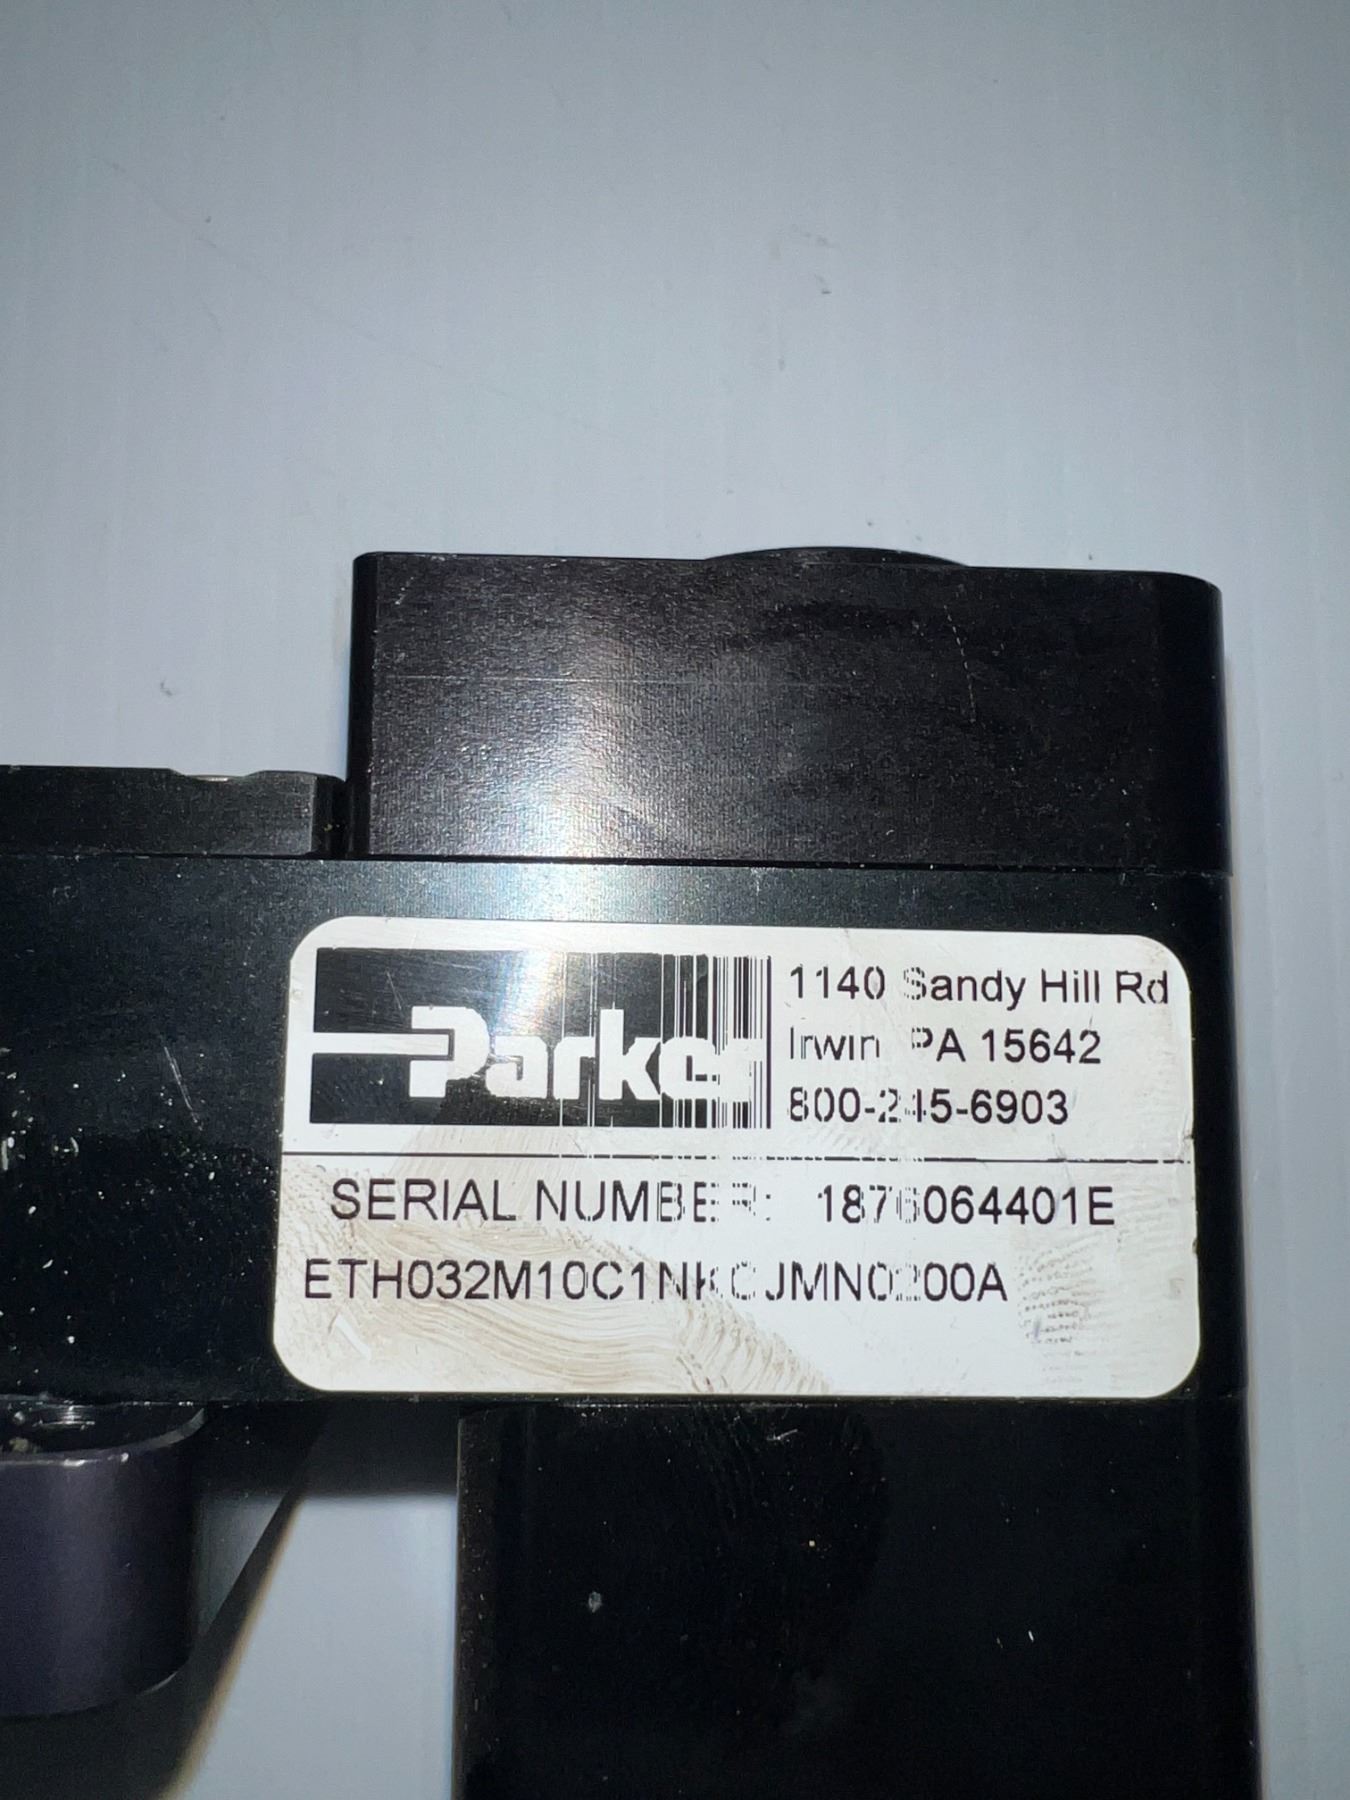 Parker
1140 Sandy Hill Rd
Irwin, PA 15642
800-245-6903
SERIAL NUMBER: 1876064401E
ETH032M10C1NKCJMN0200A